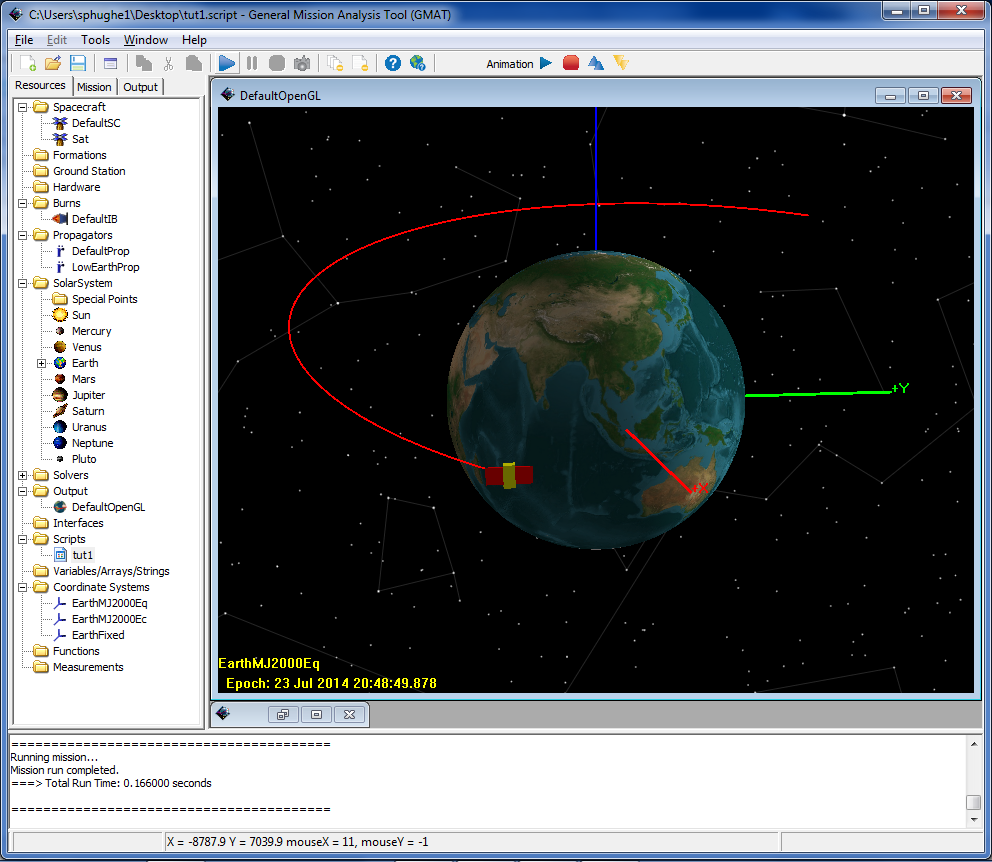 C:\Users\sphughe1\Desktop\tut1.script - General Mission Analysis Tool (GMAT)
File Edit Tools Window Help
Animation
Resources Mission Output
DefaultOpenGL
Spacecraft
DefaultSC
Sat
Formations
Ground Station
Hardware
Burns
DefaultIB
Propagators
DefaultProp
LowEarthProp
SolarSystem
Special Points
Sun
Mercury
Venus
Earth
Mars
Jupiter
Saturn
Uranus
Neptune
Pluto
Solvers
Output
DefaultOpenGL
Interfaces
Scripts
tut1
Variables/Arrays/Strings
Coordinate Systems
EarthMJ2000Eq
EarthMJ2000Ec
EarthFixed
Functions
Measurements
+Y
+X
EarthMJ2000Eq
Epoch: 23 Jul 2014 20:48:49.878
========================================
Running mission...
Mission run completed.
===> Total Run Time: 0.166000 seconds
========================================
X = -8787.9 Y = 7039.9 mouseX = 11, mouseY = -1